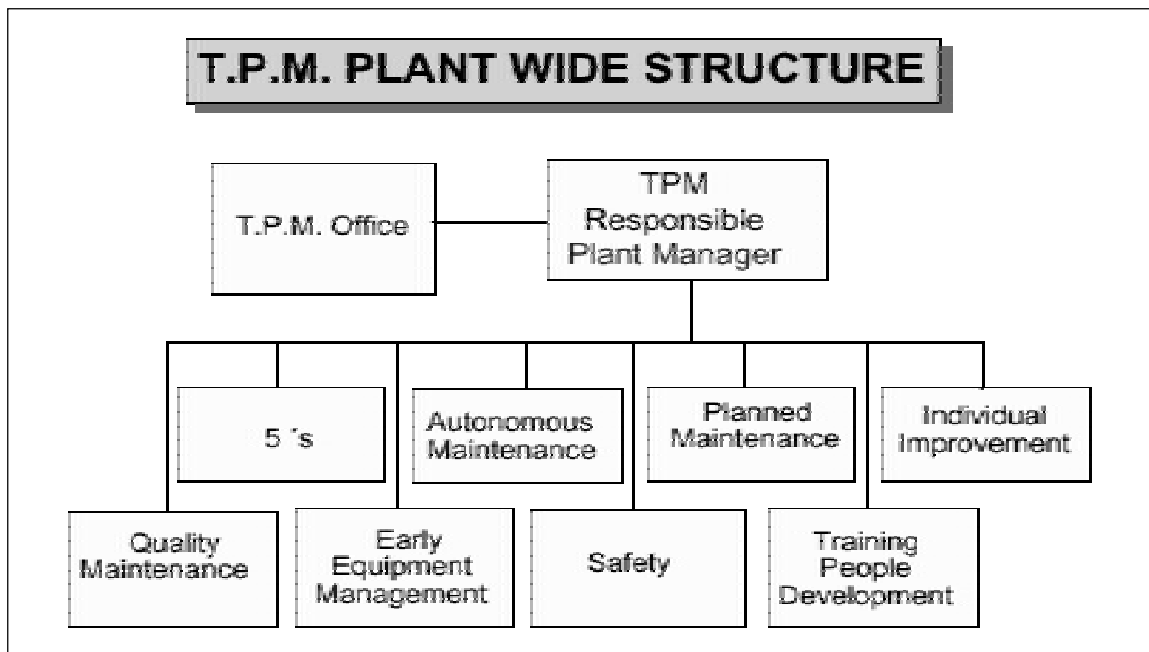 T.P.M. PLANT WIDE STRUCTURE
T.P.M. Office
TPM
Responsible
Plant Manager
5 ´s
Autonomous
Maintenance
Planned
Maintenance
Individual
Improvement
Quality
Maintenance
Early
Equipment
Management
Safety
Training
People
Development